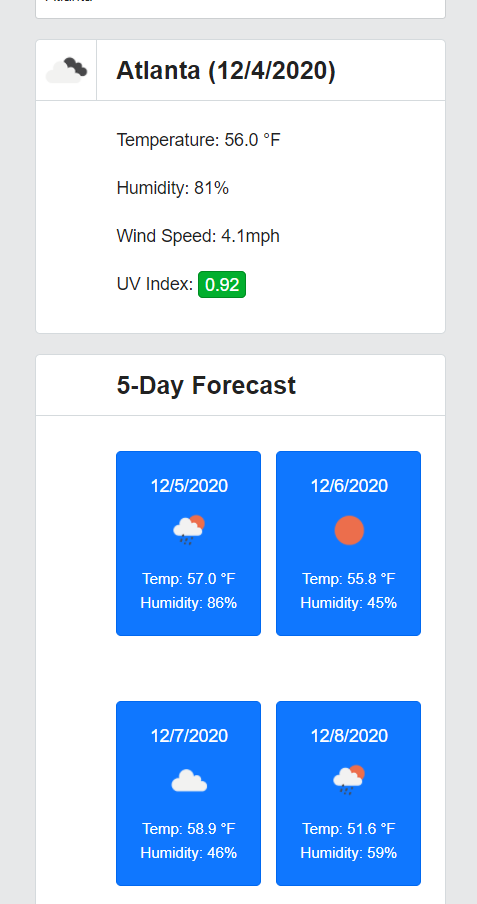 Atlanta (12/4/2020)
Temperature: 56.0 °F
Humidity: 81%
Wind Speed: 4.1mph
UV Index: 0.92
5-Day Forecast
12/5/2020 12/6/2020
Temp: 57.0 °F Temp: 55.8 °F
Humidity: 86% Humidity: 45%
12/7/2020 12/8/2020
Temp: 58.9 °F Temp: 51.6 °F
Humidity: 46% Humidity: 59%